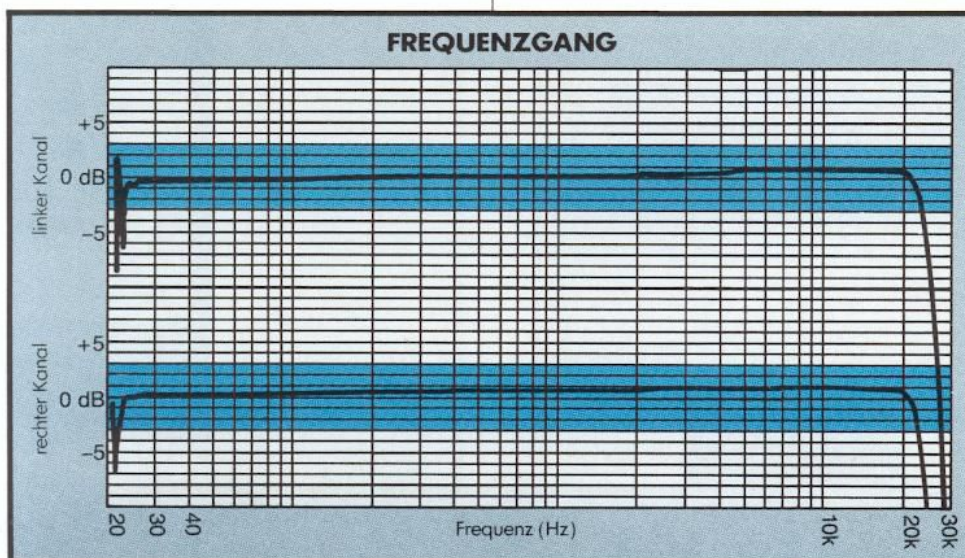 FREQUENZGANG
linker Kanal
+5
0 dB
−5
rechter Kanal
+5
0 dB
−5
20 30 40 Frequenz (Hz) 10k 20k 30k